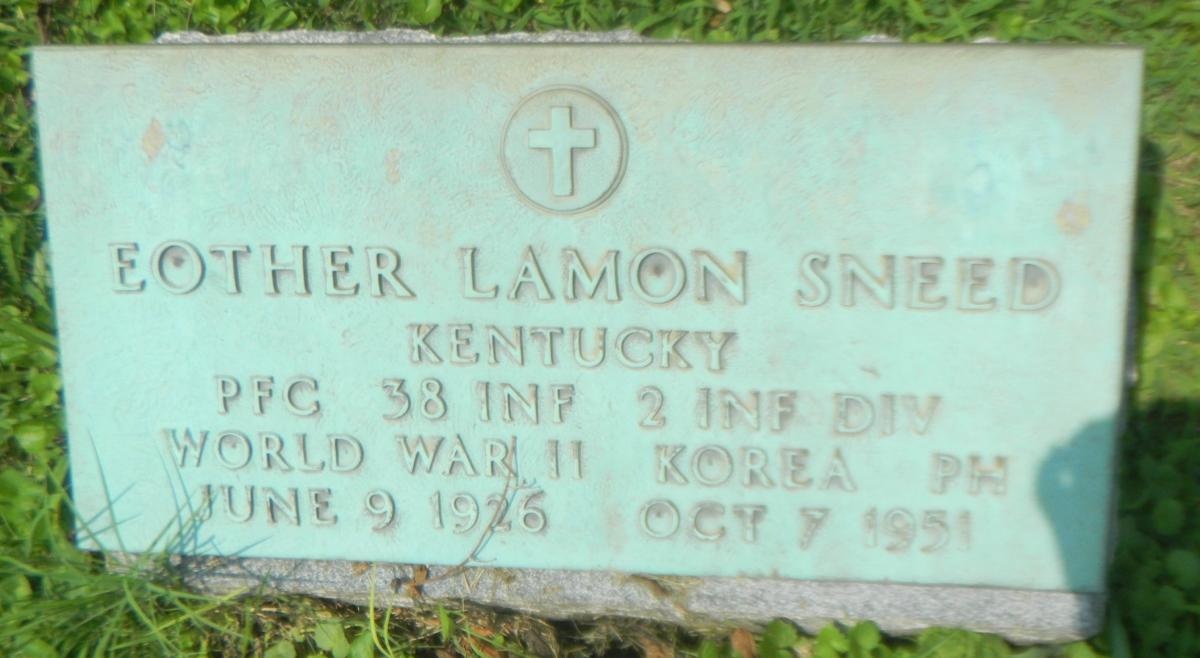 EOTHER LAMON SNEED
KENTUCKY
PFC 38 INF 2 INF DIV
WORLD WAR II KOREA PH
JUNE 9 1926 OCT 7 1951